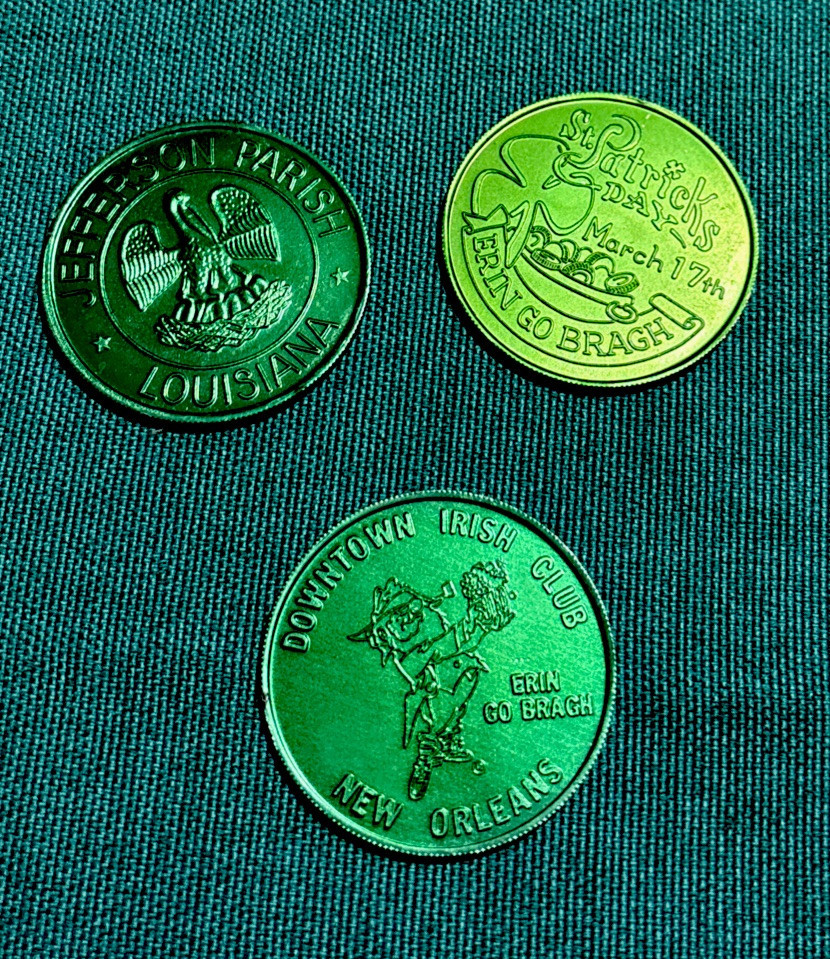 JEFFERSON PARISH
LOUISIANA
St. Patrick's
DAY
March 17th
ERIN GO BRAGH
DOWNTOWN IRISH CLUB
ERIN
GO BRAGH
NEW ORLEANS